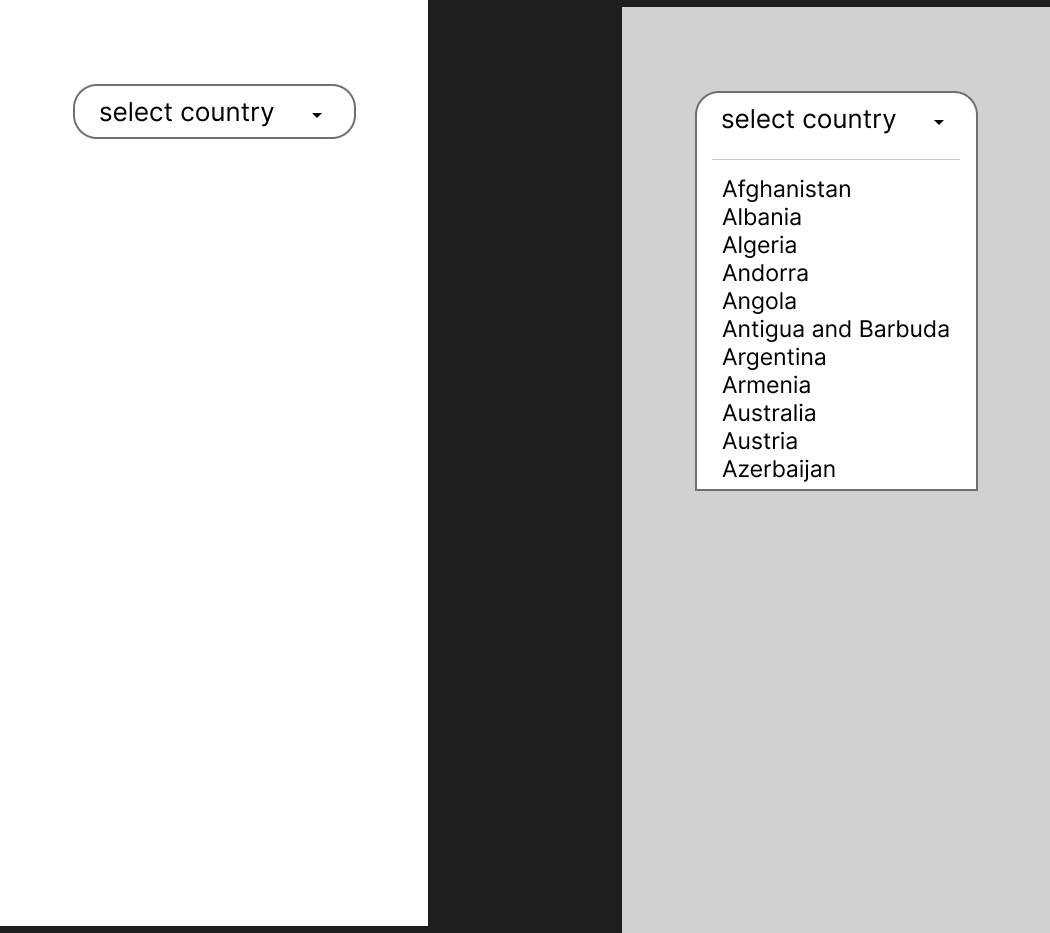 select country
select country
Afghanistan
Albania
Algeria
Andorra
Angola
Antigua and Barbuda
Argentina
Armenia
Australia
Austria
Azerbaijan